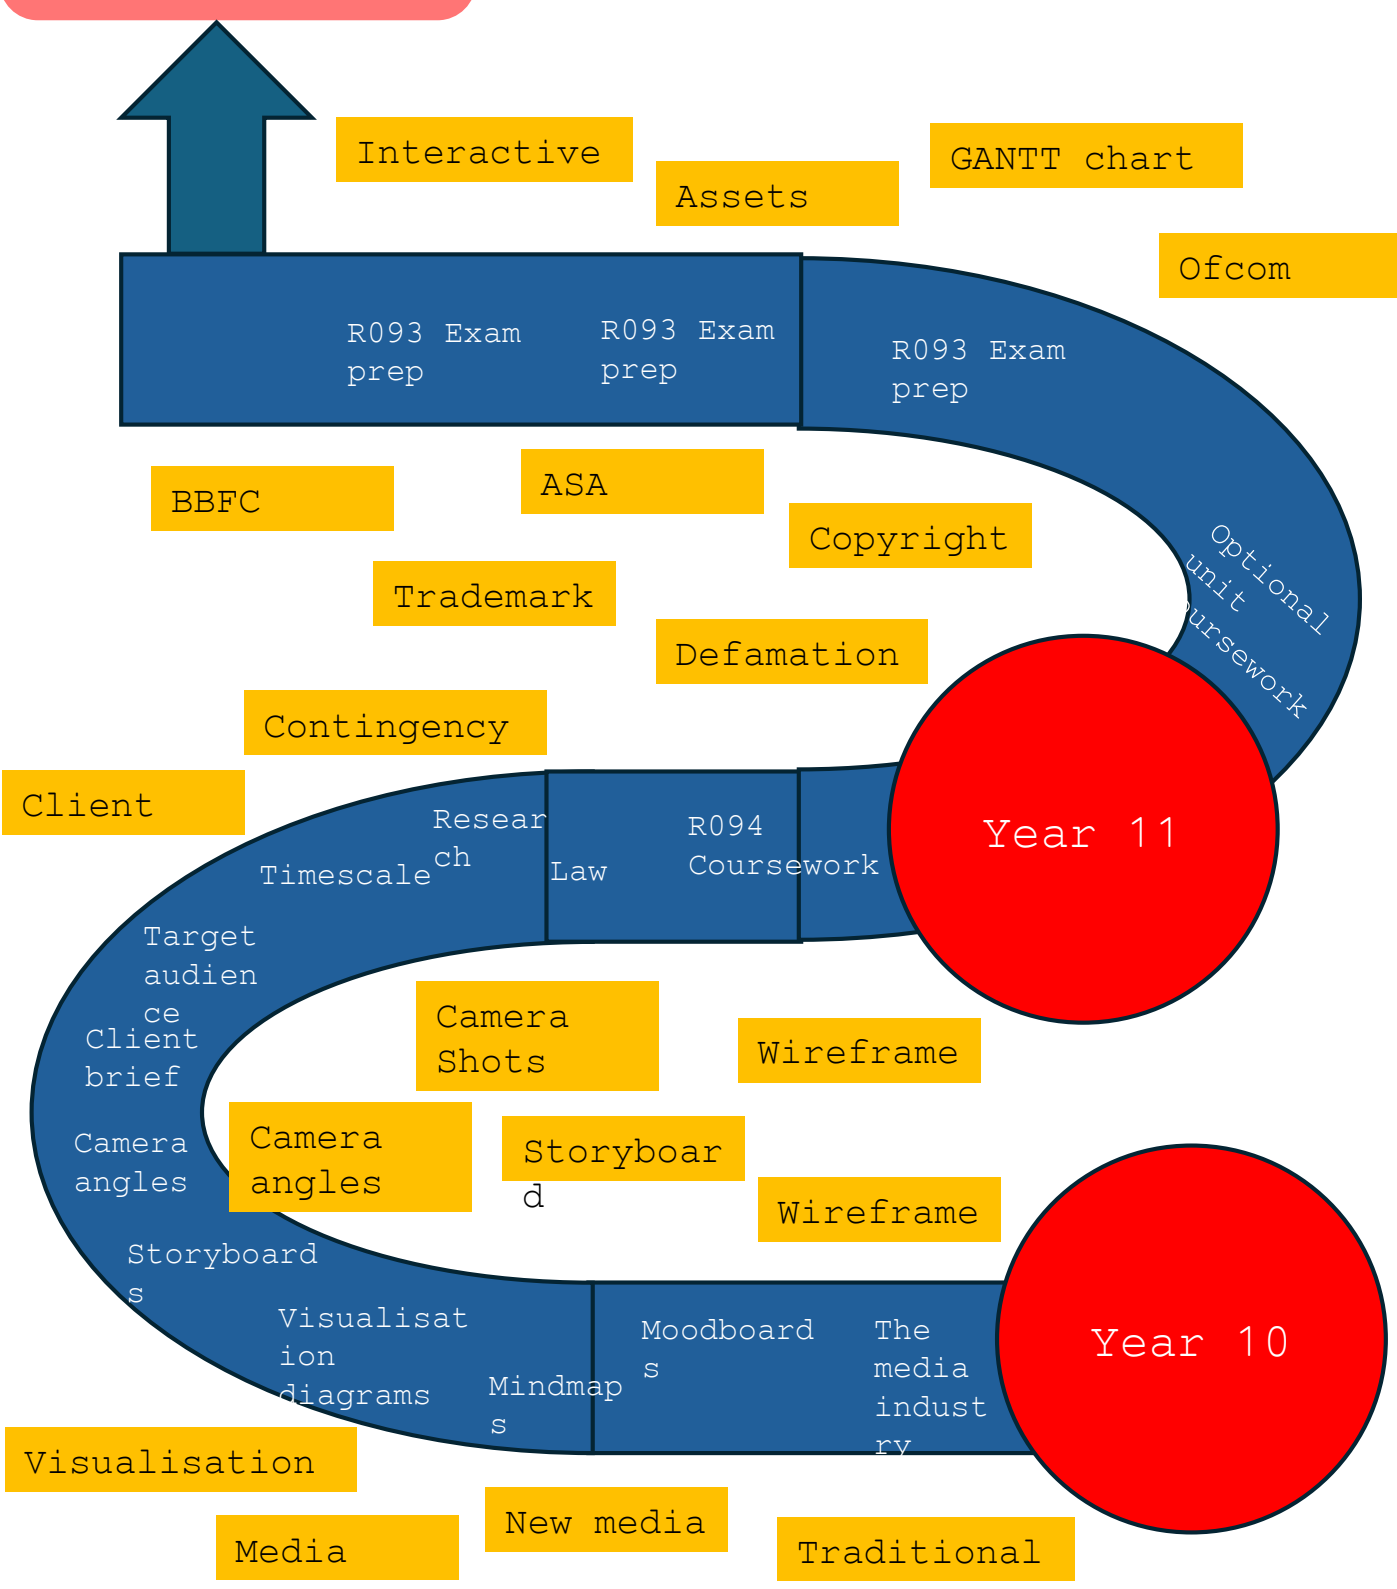 Interactive
Assets
GANTT chart
Ofcom
R093 Exam
prep
R093 Exam
prep
R093 Exam
prep
BBFC
ASA
Copyright
Trademark
Defamation
Optional
unit
oursework
Contingency
Client
Year 11
Resear
ch
Timescale
Law
R094
Coursework
Target
audien
ce
Client
brief
Camera
angles
Camera
Shots
Wireframe
Camera
angles
Storyboar
d
Wireframe
Storyboard
s
Visualisat
ion
diagrams
Mindmap
s
Moodboard
s
The
media
indust
ry
Year 10
Visualisation
Media
New media
Traditional